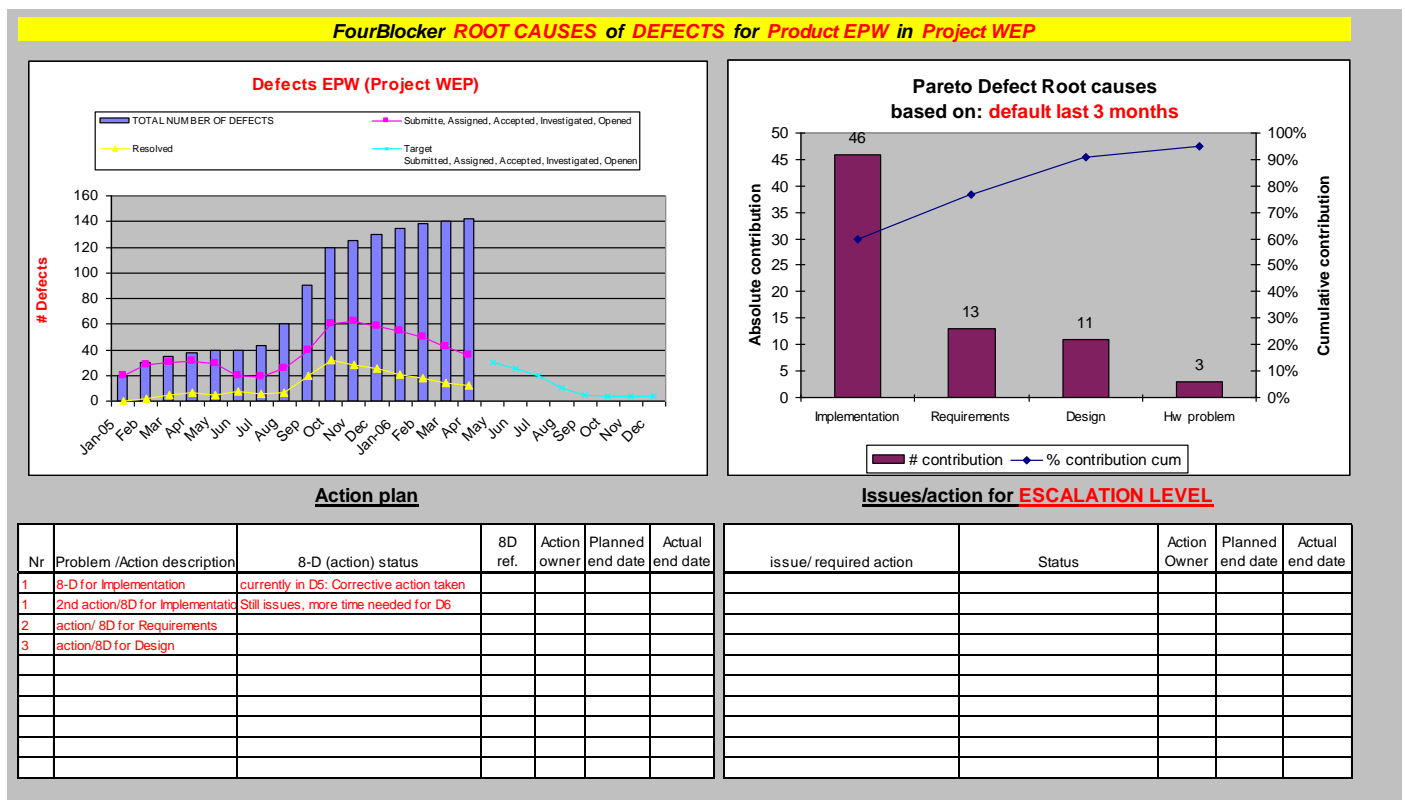 FourBlocker ROOT CAUSES of DEFECTS for Product EPW in Project WEP
Defects EPW (Project WEP)
TOTAL NUMBER OF DEFECTS
Submitte, Assigned, Accepted, Investigated, Opened
Resolved
Target
Submitted, Assigned, Accepted, Investigated, Openen
# Defects
160
140
120
100
80
60
40
20
0
Jan-05
Feb
Mar
Apr
May
Jun
Jul
Aug
Sep
Oct
Nov
Dec
Jan-06
Feb
Mar
Apr
May
Jun
Jul
Aug
Sep
Oct
Nov
Dec
Pareto Defect Root causes
based on: default last 3 months
Absolute contribution
50
45
40
35
30
25
20
15
10
5
0
46
13
11
3
100%
90%
80%
70%
60%
50%
40%
30%
20%
10%
0%
Cumulative contribution
Implementation
Requirements
Design
Hw problem
# contribution
% contribution cum
Action plan
Nr
Problem /Action description
8-D (action) status
8D
ref.
Action
owner
Planned
end date
Actual
end date
1
8-D for Implementation
currently in D5: Corrective action taken
1
2nd action/8D for Implementatio
Still issues, more time needed for D6
2
action/ 8D for Requirements
3
action/8D for Design
Issues/action for ESCALATION LEVEL
issue/ required action
Status
Action
Owner
Planned
end date
Actual
end date